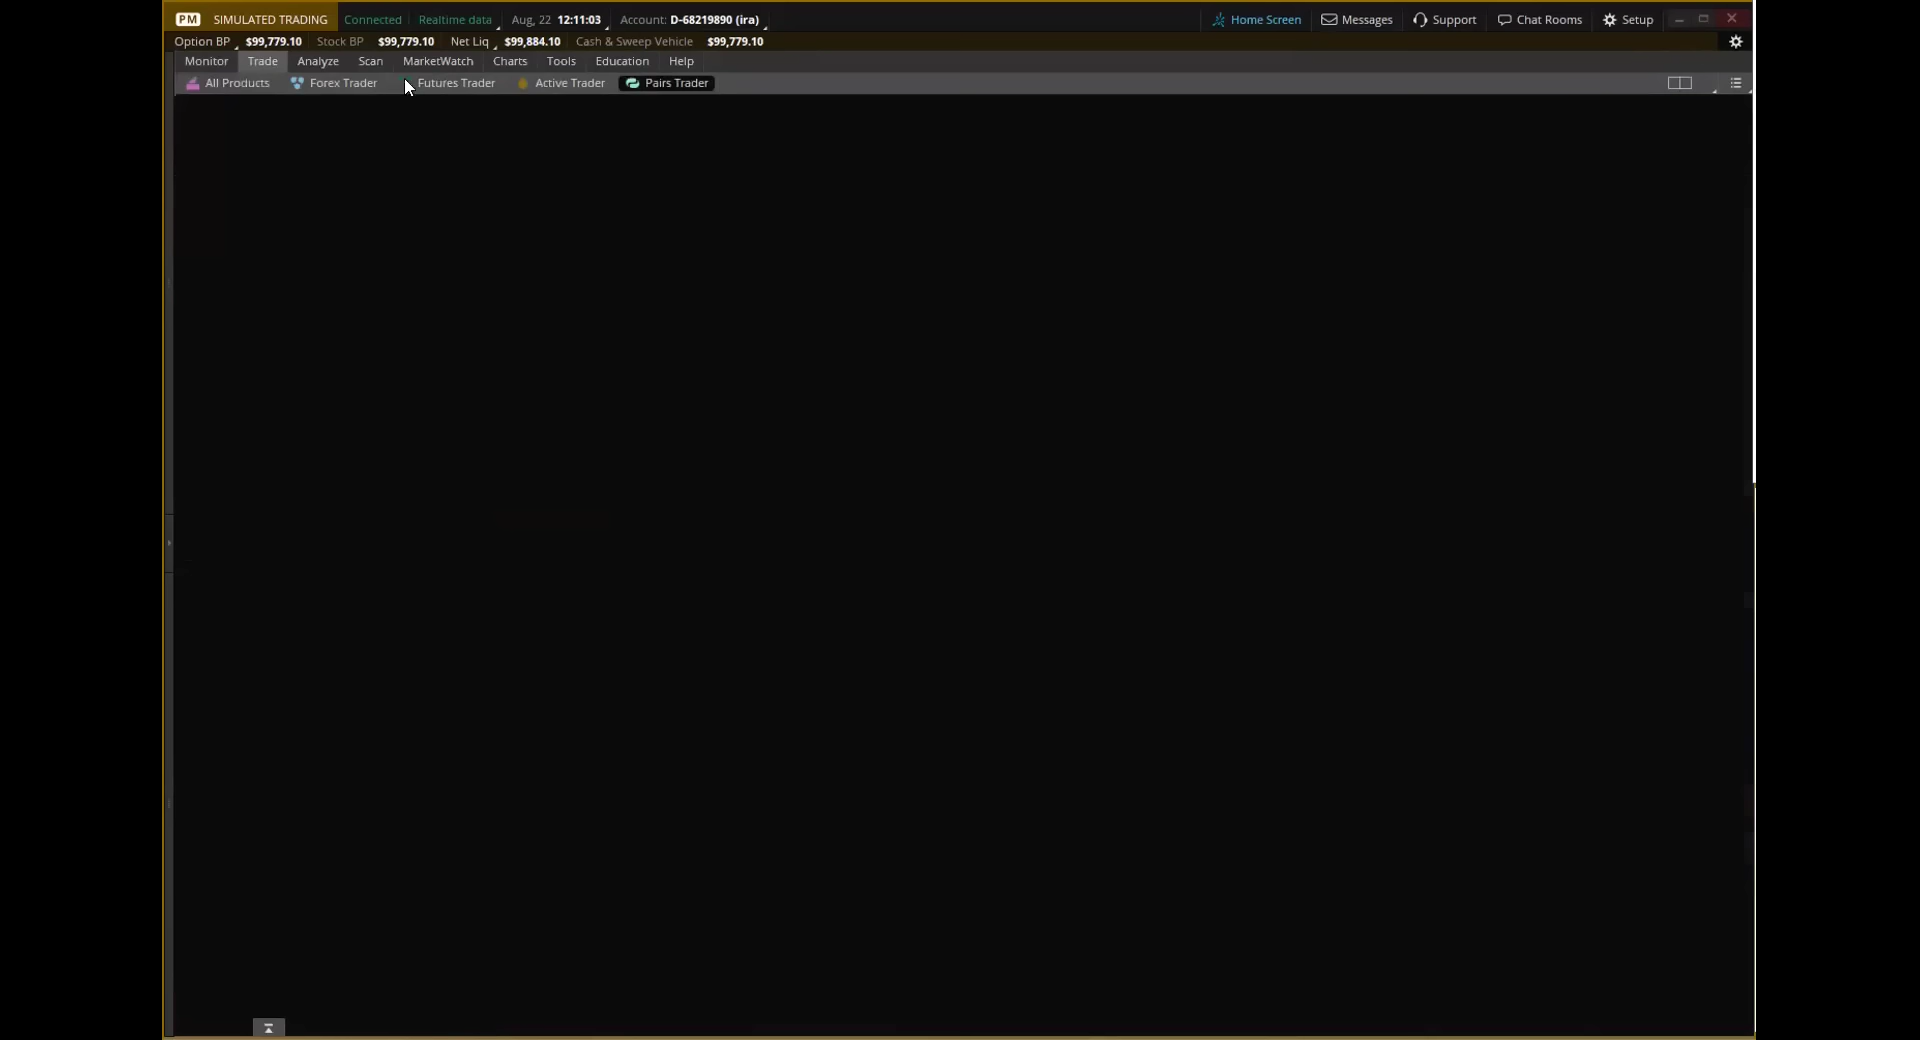 PM SIMULATED TRADING Connected Realtime data Aug, 22 12:11:03 Account: D-68219890 (ira) Home Screen Messages Support Chat Rooms Setup
Option BP $99,779.10 Stock BP $99,779.10 Net Liq $99,884.10 Cash & Sweep Vehicle $99,779.10
Monitor Trade Analyze Scan MarketWatch Charts Tools Education Help
All Products Forex Trader Futures Trader Active Trader Pairs Trader